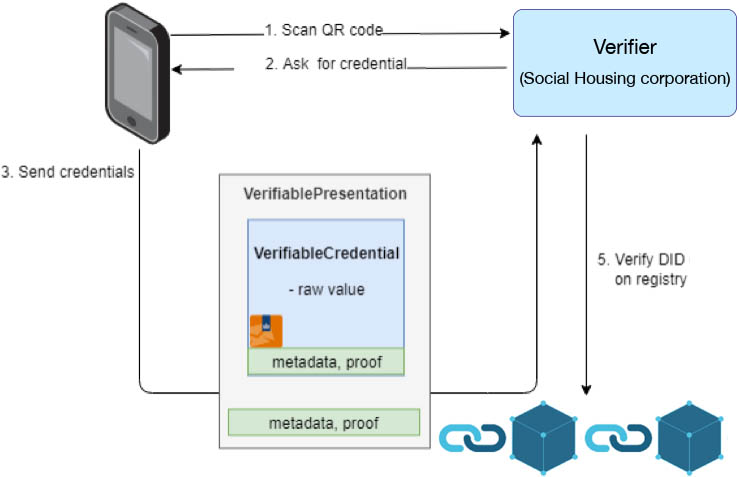 1. Scan QR code
2. Ask for credential
Verifier
(Social Housing corporation)
3. Send credentials
VerifiablePresentation
VerifiableCredential
- raw value
metadata, proof
metadata, proof
5. Verify DID
on registry